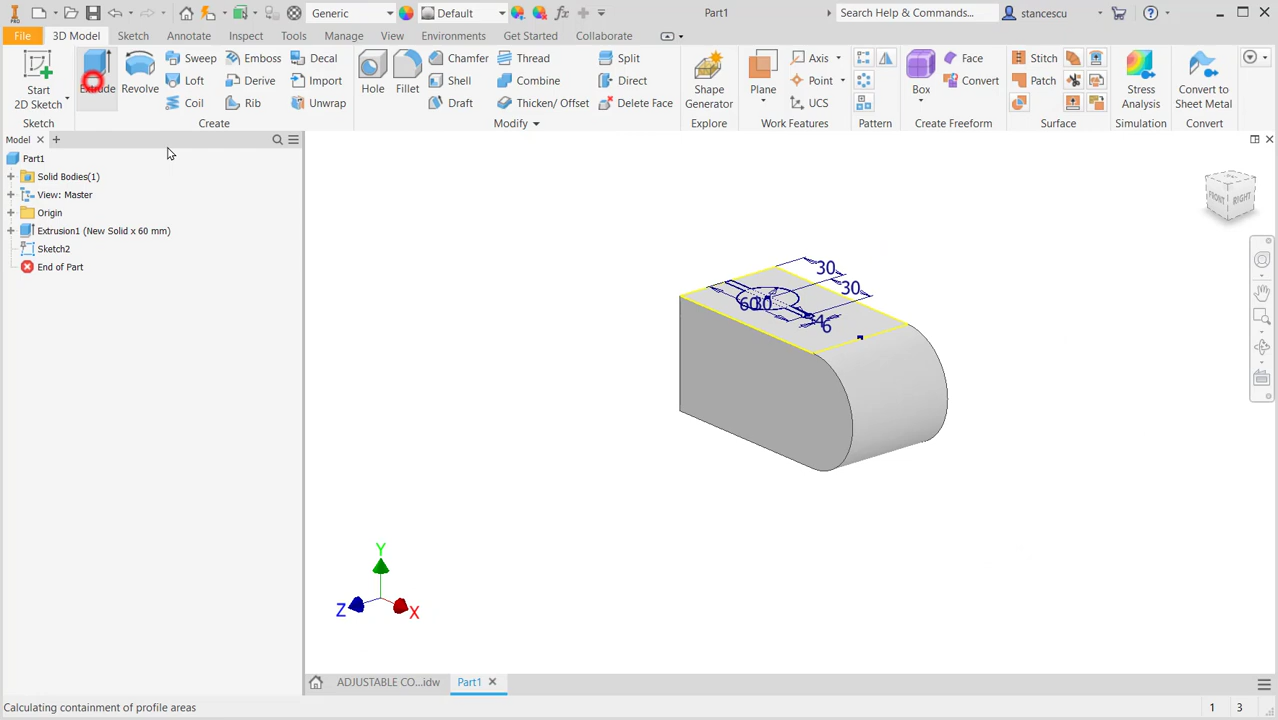 PRO
Generic
Default
Part1
Search Help & Commands...
stancescu
File
3D Model
Sketch
Annotate
Inspect
Tools
Manage
View
Environments
Get Started
Collaborate
Start
2D Sketch
Extrude
Revolve
Sweep
Loft
Coil
Emboss
Derive
Rib
Decal
Import
Unwrap
Hole
Fillet
Chamfer
Shell
Draft
Thread
Combine
Thicken/ Offset
Split
Direct
Delete Face
Shape
Generator
Plane
Axis
Point
UCS
Box
Face
Convert
Stitch
Patch
Stress
Analysis
Convert to
Sheet Metal
Sketch
Create
Modify
Explore
Work Features
Pattern
Create Freeform
Surface
Simulation
Convert
Model
Part1
Solid Bodies(1)
View: Master
Origin
Extrusion1 (New Solid x 60 mm)
Sketch2
End of Part
FRONT
RIGHT
30
30
60
30
6
Y
Z
X
ADJUSTABLE CO...idw
Part1
Calculating containment of profile areas
1
3